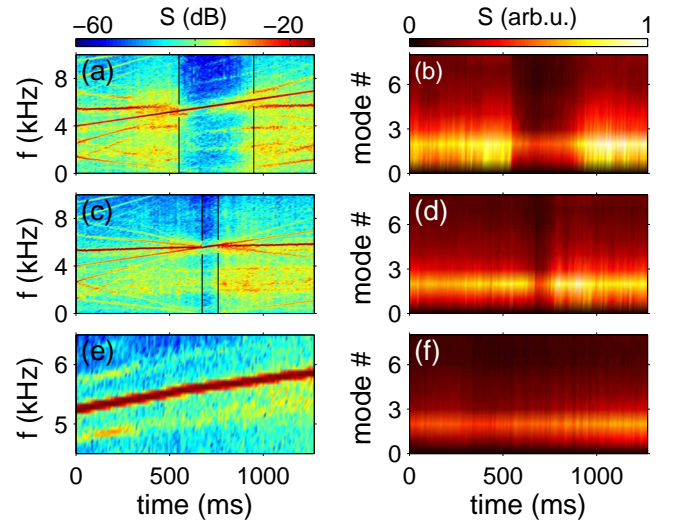 S (dB) S (arb.u.)
−60 −20 0 1
(a) (b)
f (kHz) mode #
8 4 0 6 3 0
(c) (d)
f (kHz) mode #
8 4 0 6 3 0
(e) (f)
f (kHz) mode #
6 5 6 3 0
0 500 1000 0 500 1000
time (ms) time (ms)